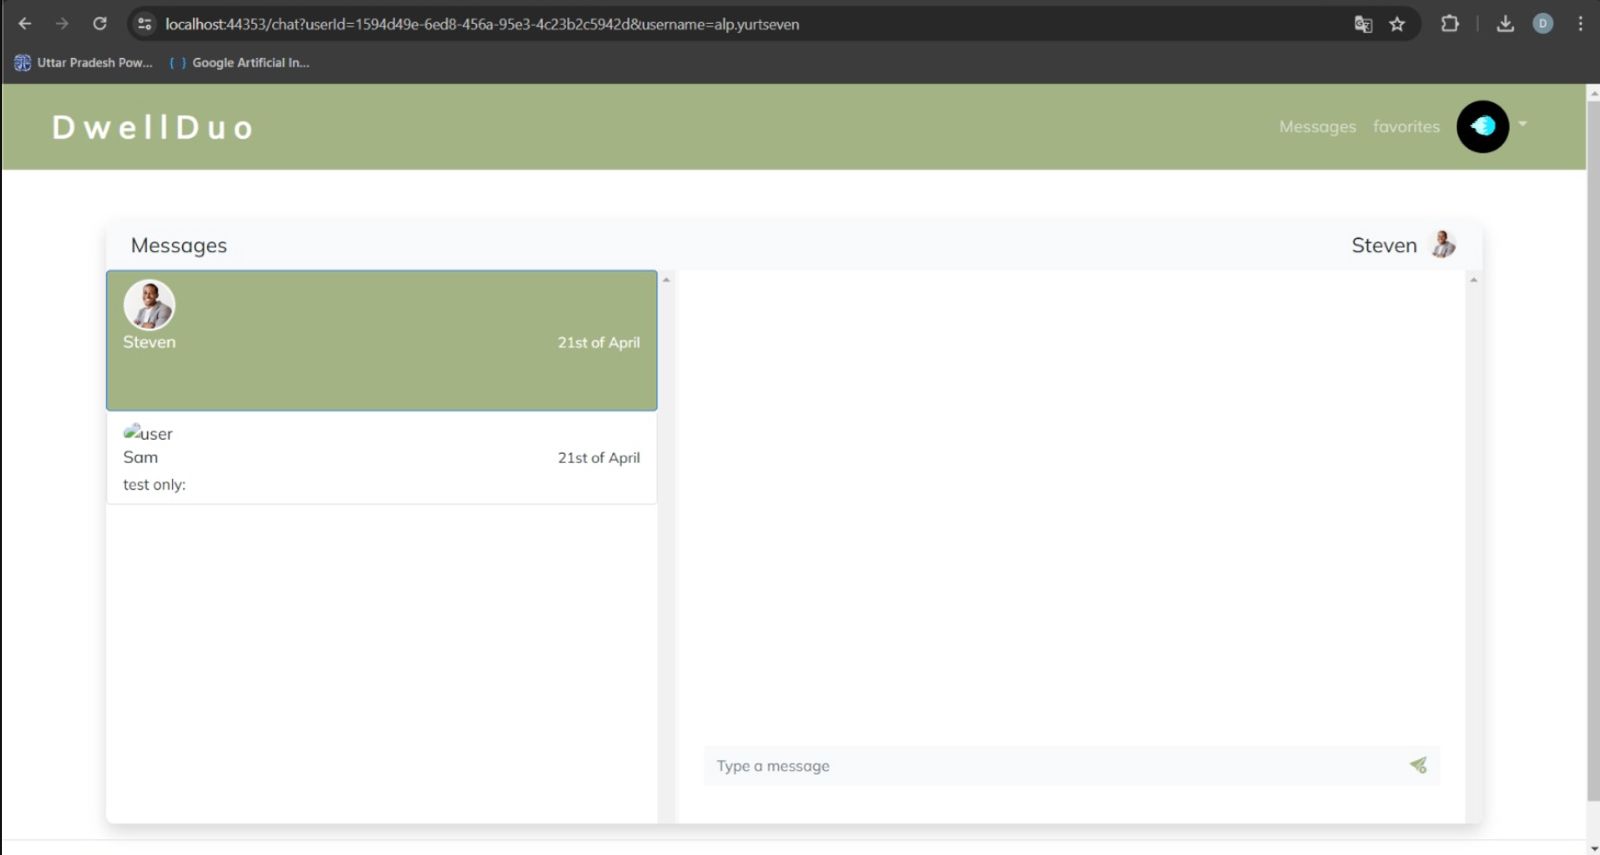 localhost:44353/chat?userId=1594d49e-6ed8-456a-95e3-4c23b2c5942d&username=alp.yurtseven
D
Uttar Pradesh Pow...
{ } Google Artificial In...
DwellDuo
Messages favorites
Messages
Steven
Steven
21st of April
user
Sam
21st of April
test only:
Type a message